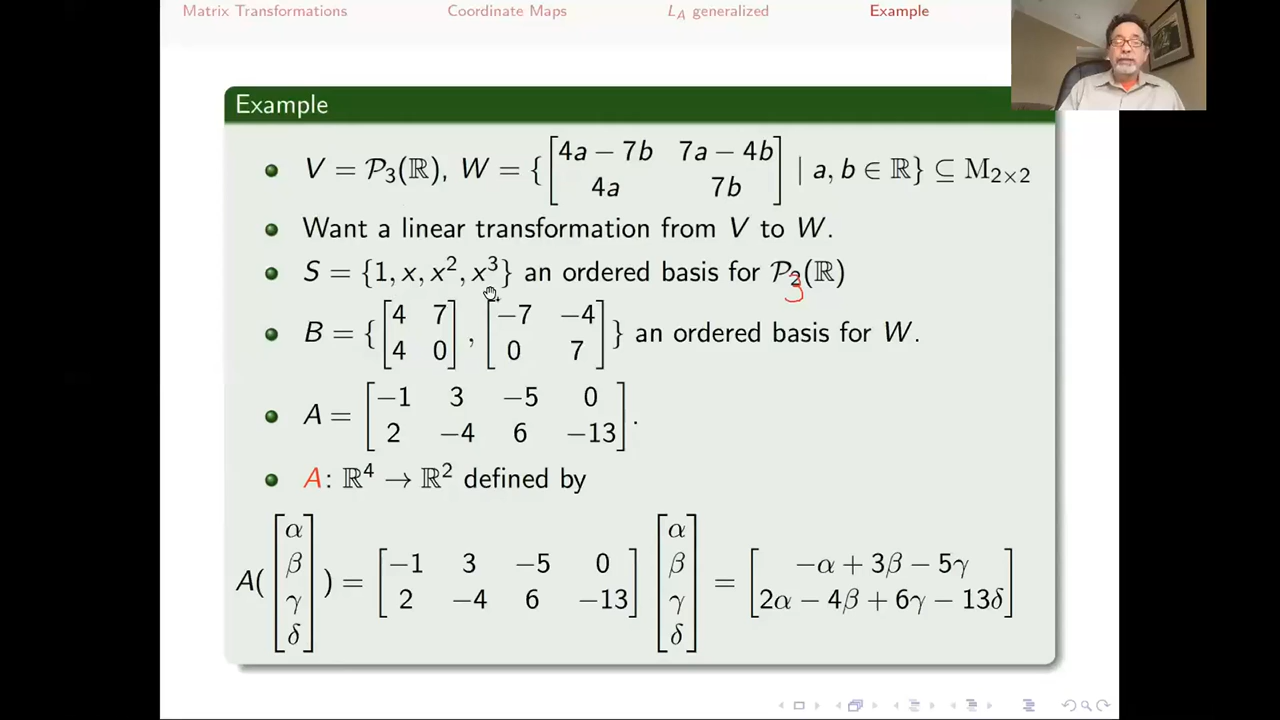 Matrix Transformations Coordinate Maps L_A generalized Example
Example
• V = P₃(ℝ), W = {[4a − 7b 7a − 4b; 4a 7b] | a, b ∈ ℝ} ⊆ M₂×₂
• Want a linear transformation from V to W.
• S = {1, x, x², x³} an ordered basis for P₂(ℝ)
3
• B = {[4 7; 4 0], [−7 −4; 0 7]} an ordered basis for W.
• A = [−1 3 −5 0; 2 −4 6 −13].
• A: ℝ⁴ → ℝ² defined by
A([α; β; γ; δ]) = [−1 3 −5 0; 2 −4 6 −13] [α; β; γ; δ] = [−α + 3β − 5γ; 2α − 4β + 6γ − 13δ]